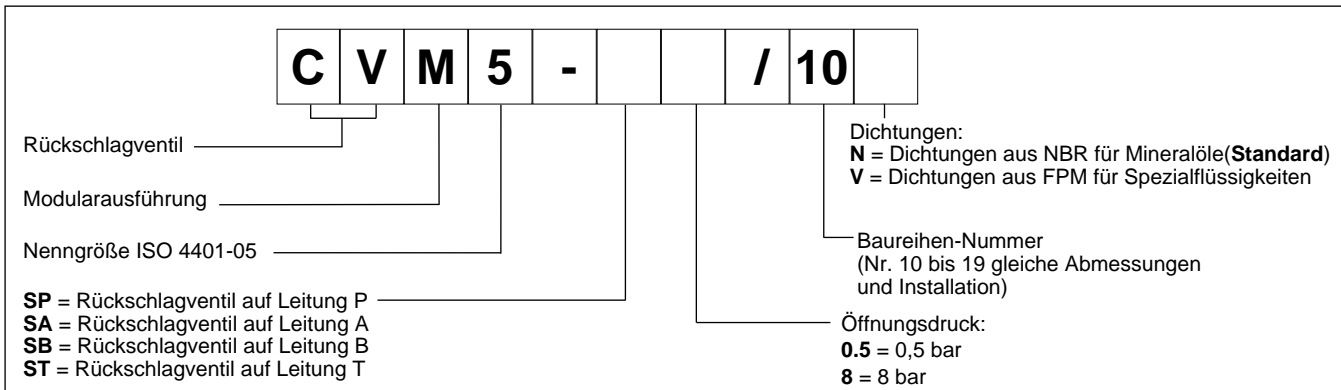 C V M 5 - / 10
Rückschlagventil
Modularausführung
Nenngröße ISO 4401-05
SP = Rückschlagventil auf Leitung P
SA = Rückschlagventil auf Leitung A
SB = Rückschlagventil auf Leitung B
ST = Rückschlagventil auf Leitung T
Dichtungen:
N = Dichtungen aus NBR für Mineralöle(Standard)
V = Dichtungen aus FPM für Spezialflüssigkeiten
Baureihen-Nummer
(Nr. 10 bis 19 gleiche Abmessungen
und Installation)
Öffnungsdruck:
0.5 = 0,5 bar
8 = 8 bar